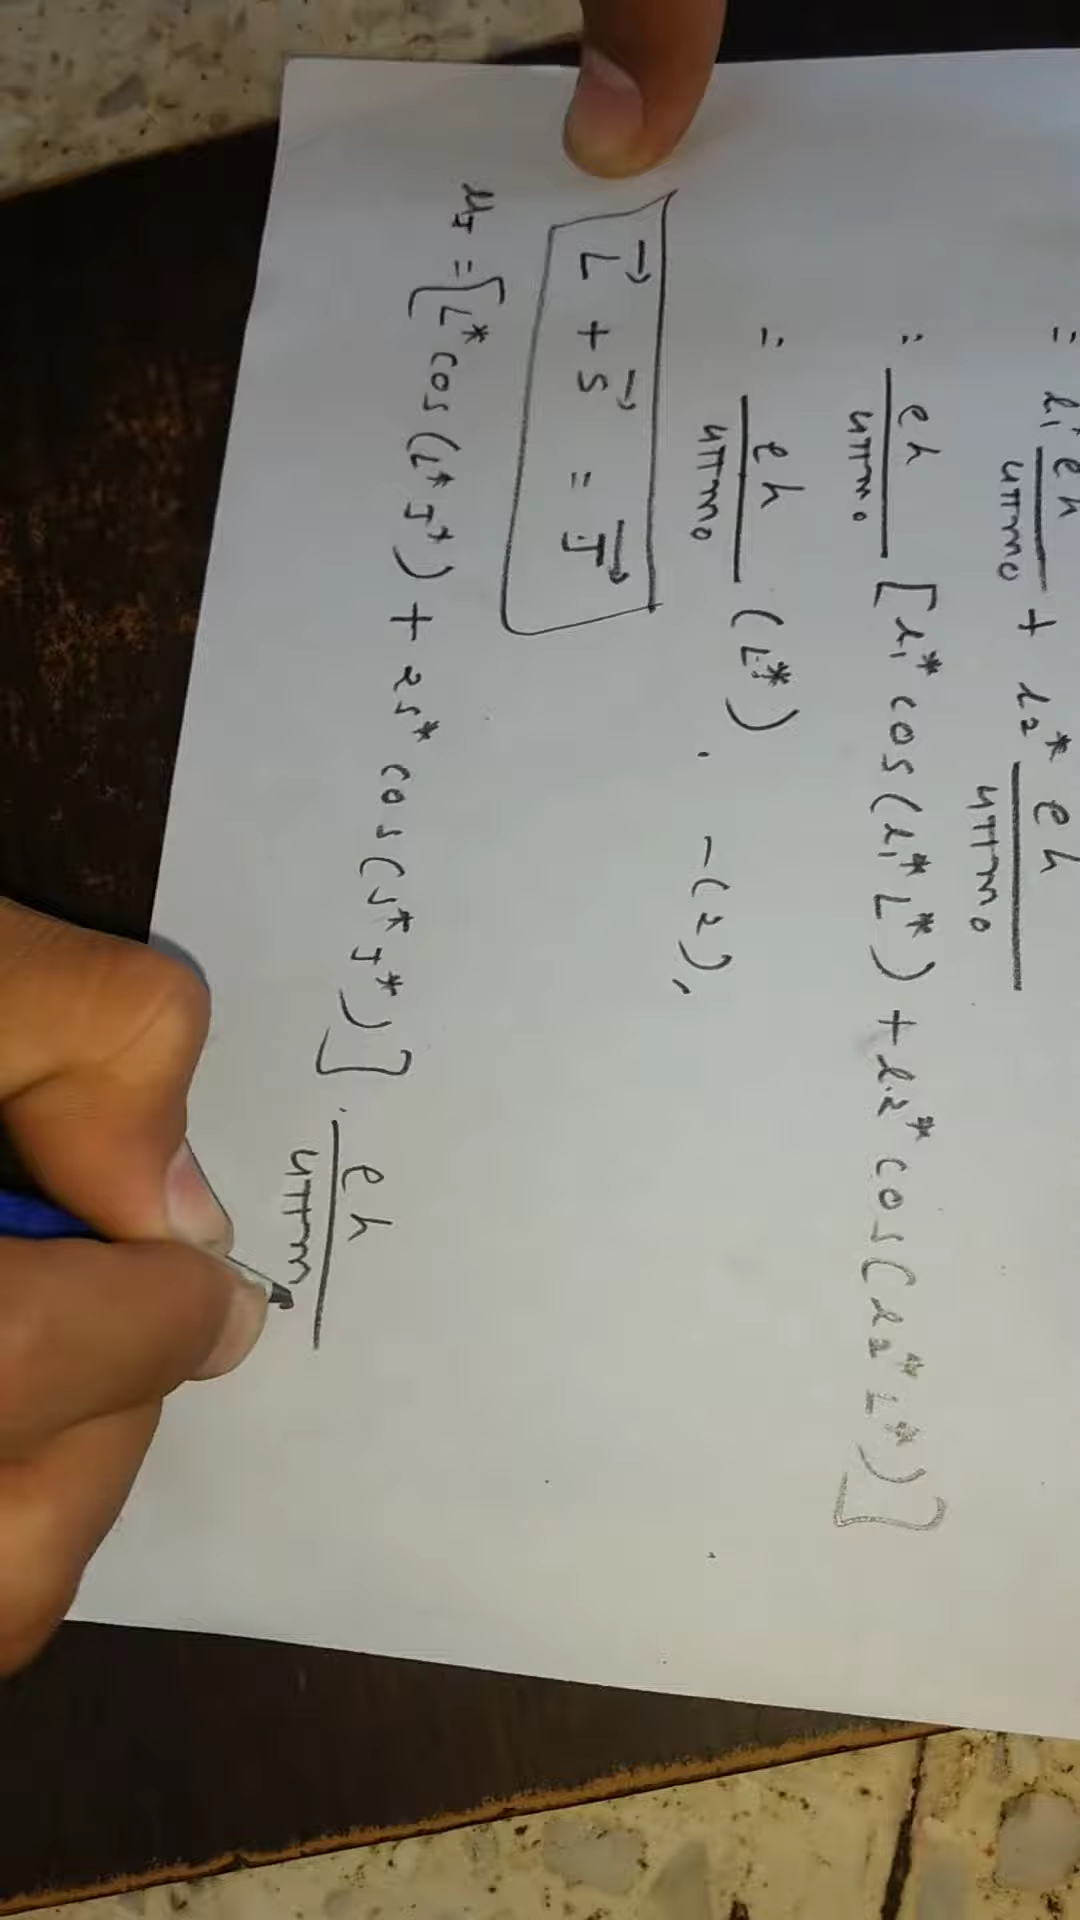 = l₁* eh/4πm₀ + l₂* eh/4πm₀
= eh/4πm₀ [l₁* cos(l₁* L*) + l₂* cos(l₂* L*)]
= eh/4πm₀ (L*). -(2),
L⃗ + S⃗ = J⃗
μ_J = [L* cos(L* J*) + 2s* cos(s* J*)] . eh/4πm